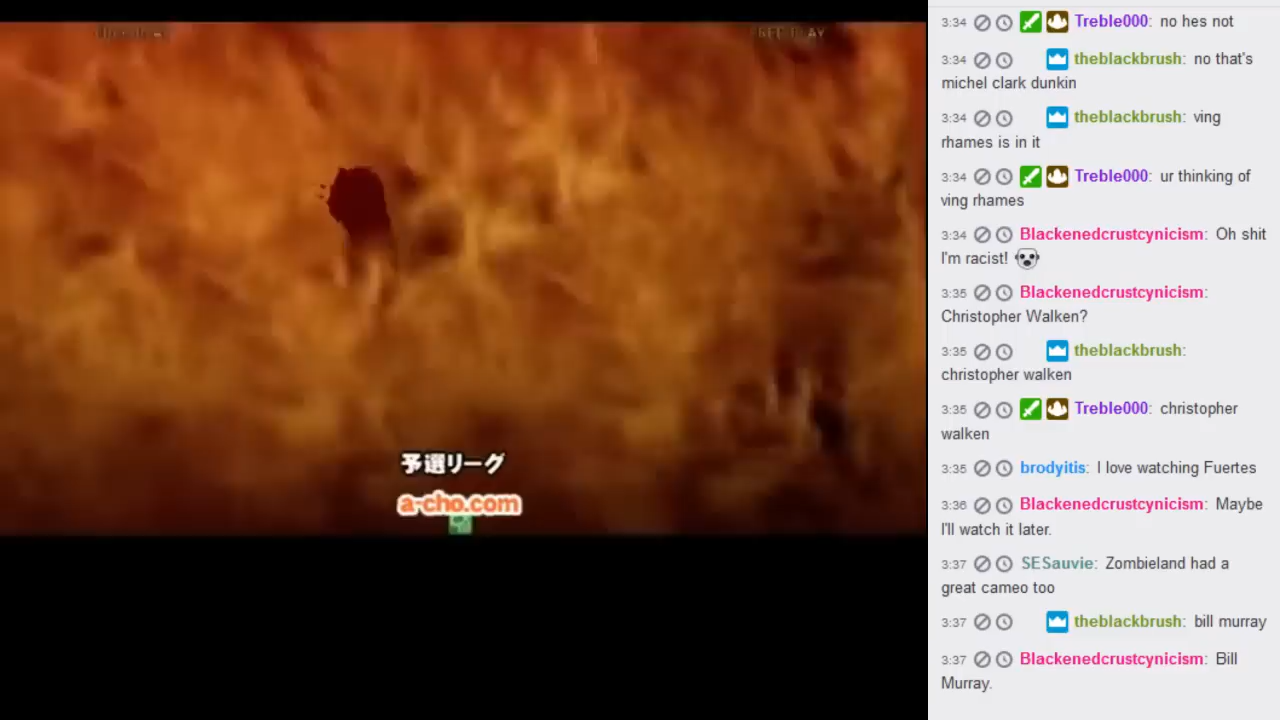 予選リーグ
a-cho.com
3:34 Treble000: no hes not
3:34 theblackbrush: no that's
michel clark dunkin
3:34 theblackbrush: ving
rhames is in it
3:34 Treble000: ur thinking of
ving rhames
3:34 Blackenedcrustcynicism: Oh shit
I'm racist!
3:35 Blackenedcrustcynicism:
Christopher Walken?
3:35 theblackbrush:
christopher walken
3:35 Treble000: christopher
walken
3:35 brodyitis: I love watching Fuertes
3:36 Blackenedcrustcynicism: Maybe
I'll watch it later.
3:37 SESauvie: Zombieland had a
great cameo too
3:37 theblackbrush: bill murray
3:37 Blackenedcrustcynicism: Bill
Murray.